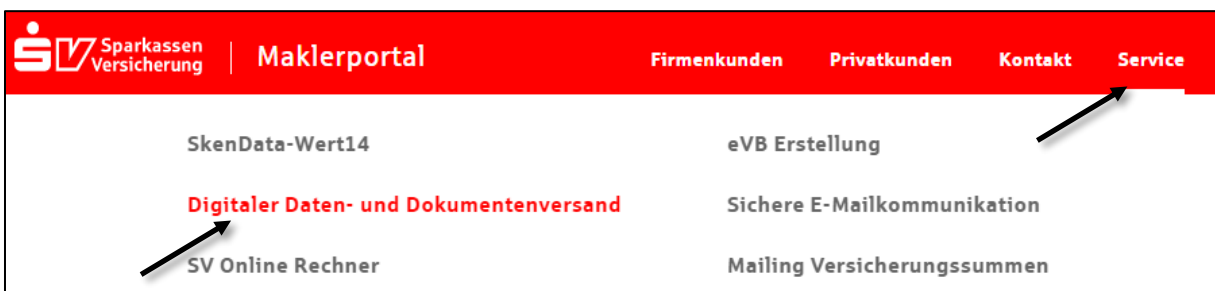 Sparkassen
Versicherung
Maklerportal
Firmenkunden
Privatkunden
Kontakt
Service
SkenData-Wert14
eVB Erstellung
Digitaler Daten- und Dokumentenversand
Sichere E-Mailkommunikation
SV Online Rechner
Mailing Versicherungssummen